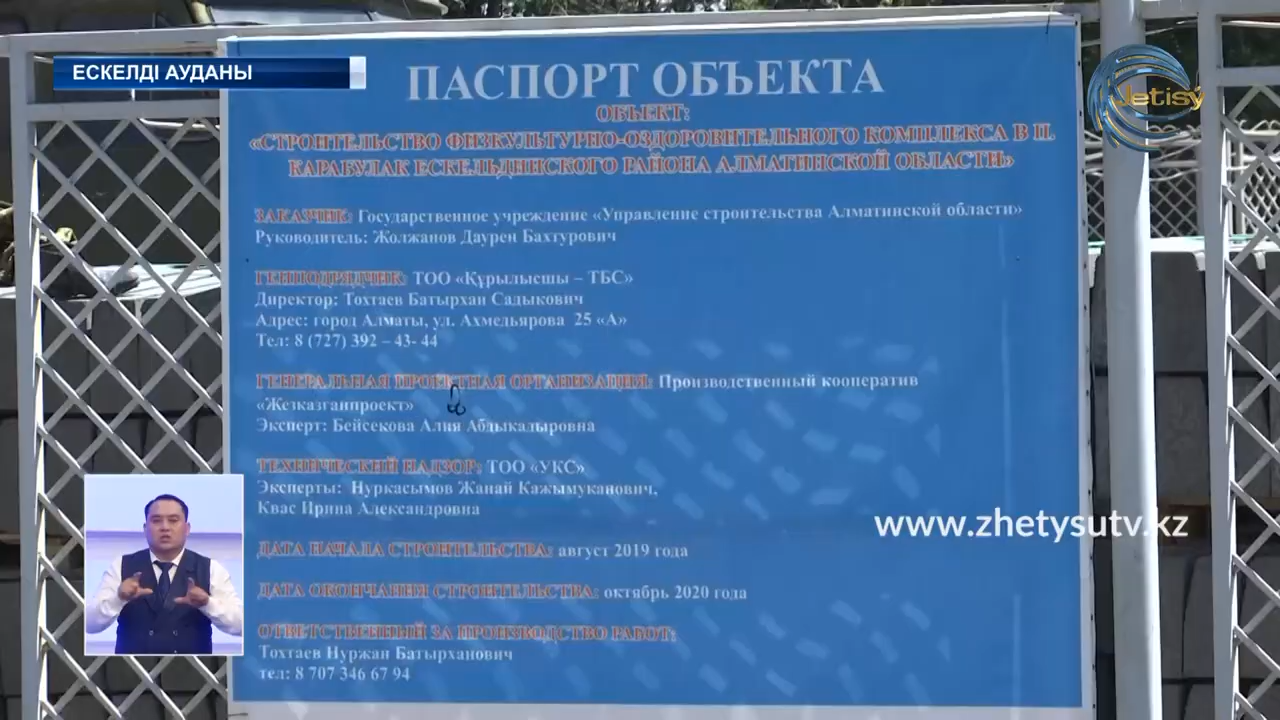 ЕСКЕЛДІ АУДАНЫ
Jetisý
ПАСПОРТ ОБЪЕКТА
ОБЪЕКТ:
«СТРОИТЕЛЬСТВО ФИЗКУЛЬТУРНО-ОЗДОРОВИТЕЛЬНОГО КОМПЛЕКСА В П.
КАРАБУЛАК ЕСКЕЛЬДИНСКОГО РАЙОНА АЛМАТИНСКОЙ ОБЛАСТИ»
ЗАКАЗЧИК: Государственное учреждение «Управление строительства Алматинской области»
Руководитель: Жолжанов Даурен Бахтурович
ГЕНПОДРЯДЧИК: ТОО «Құрылысшы – ТБС»
Директор: Тохтаев Батырхан Садыкович
Адрес: город Алматы, ул. Ахмедьярова 25 «А»
Тел: 8 (727) 392 – 43- 44
ГЕНЕРАЛЬНАЯ ПРОЕКТНАЯ ОРГАНИЗАЦИЯ: Производственный кооператив
«Жезказганпроект»
Эксперт: Бейсекова Алия Абдыкадыровна
ТЕХНИЧЕСКИЙ НАДЗОР: ТОО «УКС»
Эксперты: Нуркасымов Жанай Кажымуканович,
Квас Ирина Александровна
www.zhetysutv.kz
ДАТА НАЧАЛА СТРОИТЕЛЬСТВА: август 2019 года
ДАТА ОКОНЧАНИЯ СТРОИТЕЛЬСТВА: октябрь 2020 года
ОТВЕТСТВЕННЫЙ ЗА ПРОИЗВОДСТВО РАБОТ:
Тохтаев Нуржан Батырханович
тел: 8 707 346 67 94